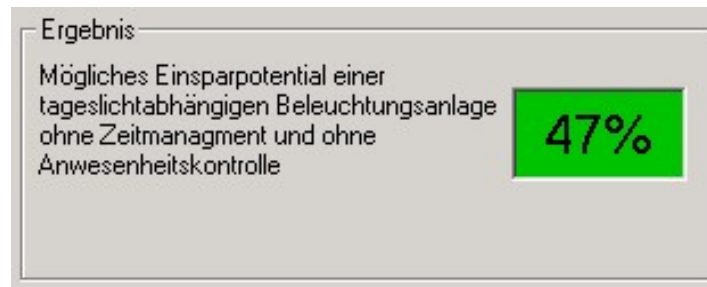 Ergebnis
Mögliches Einsparpotential einer
tageslichtabhängigen Beleuchtungsanlage
ohne Zeitmanagment und ohne
Anwesenheitskontrolle
47%